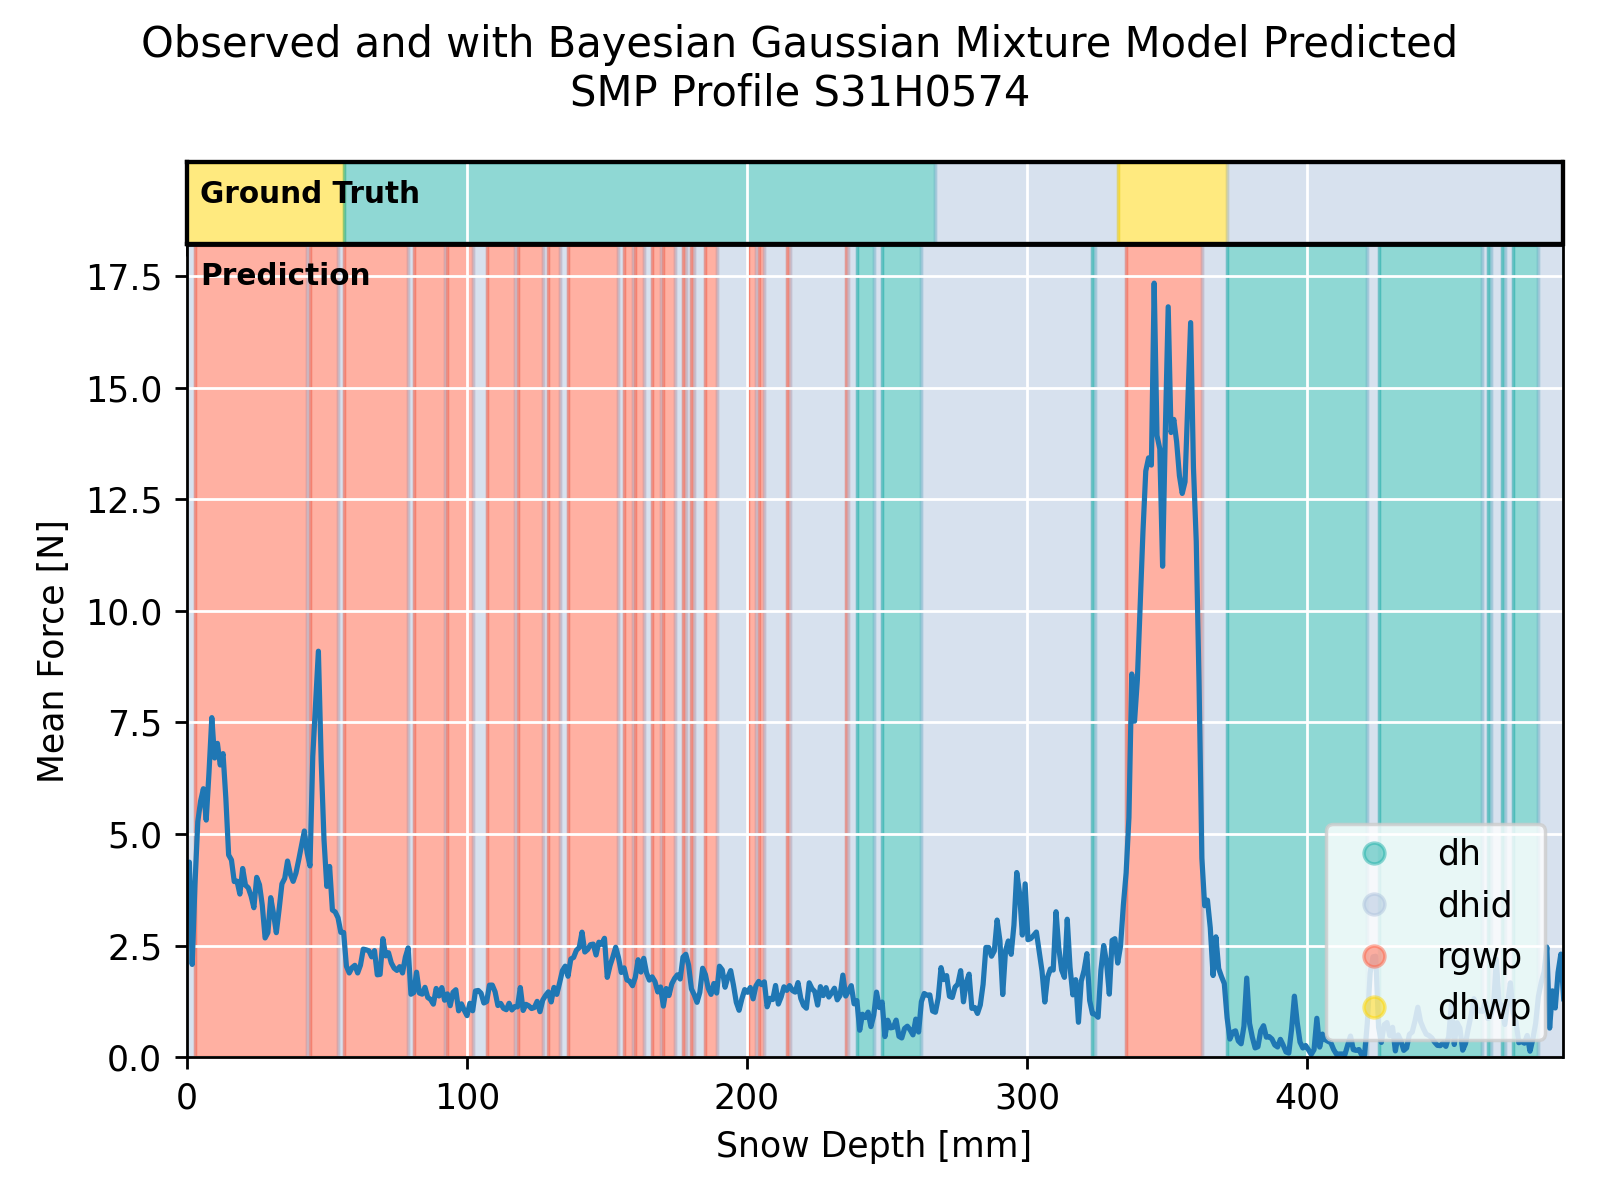 Observed and with Bayesian Gaussian Mixture Model Predicted
SMP Profile S31H0574
Ground Truth
Prediction
17.5
15.0
12.5
10.0
7.5
5.0
2.5
0.0
Mean Force [N]
dh
dhid
rgwp
dhwp
0 100 200 300 400
Snow Depth [mm]